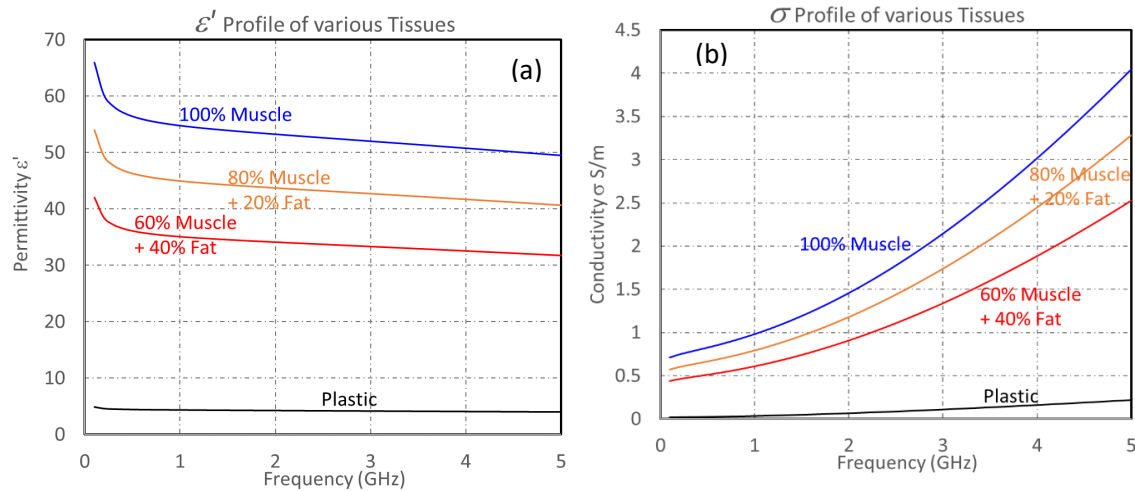 ε' Profile of various Tissues
(a)
70
60
50
40
30
20
10
0
Permittivity ε'
100% Muscle
80% Muscle
+ 20% Fat
60% Muscle
+ 40% Fat
Plastic
0 1 2 3 4 5
Frequency (GHz)
σ Profile of various Tissues
(b)
4.5
4
3.5
3
2.5
2
1.5
1
0.5
0
Conductivity σ S/m
80% Muscle
+ 20% Fat
100% Muscle
60% Muscle
+ 40% Fat
Plastic
0 1 2 3 4 5
Frequency (GHz)